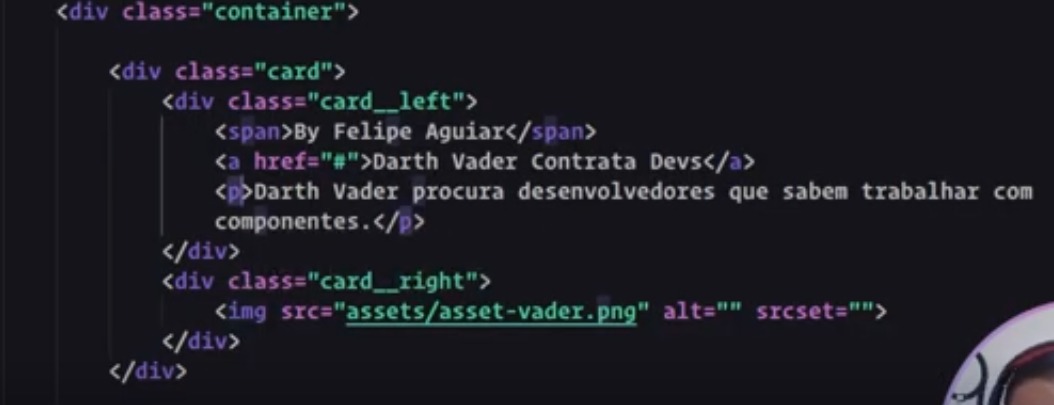 <div class="container">
<div class="card">
<div class="card__left">
<span>By Felipe Aguiar</span>
<a href="#">Darth Vader Contrata Devs</a>
<p>Darth Vader procura desenvolvedores que sabem trabalhar com
componentes.</p>
</div>
<div class="card__right">
<img src="assets/asset-vader.png" alt="" srcset="">
</div>
</div>